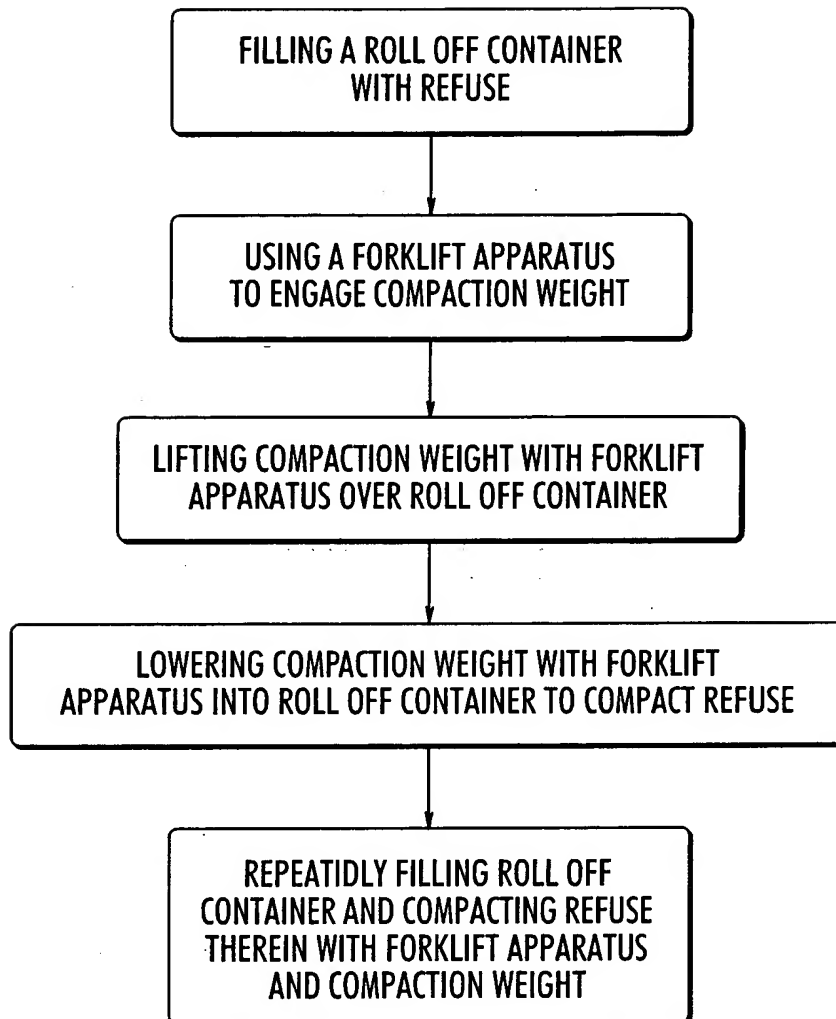 FILLING A ROLL OFF CONTAINER
WITH REFUSE
USING A FORKLIFT APPARATUS
TO ENGAGE COMPACTION WEIGHT
LIFTING COMPACTION WEIGHT WITH FORKLIFT
APPARATUS OVER ROLL OFF CONTAINER
LOWERING COMPACTION WEIGHT WITH FORKLIFT
APPARATUS INTO ROLL OFF CONTAINER TO COMPACT REFUSE
REPEATIDLY FILLING ROLL OFF
CONTAINER AND COMPACTING REFUSE
THEREIN WITH FORKLIFT APPARATUS
AND COMPACTION WEIGHT